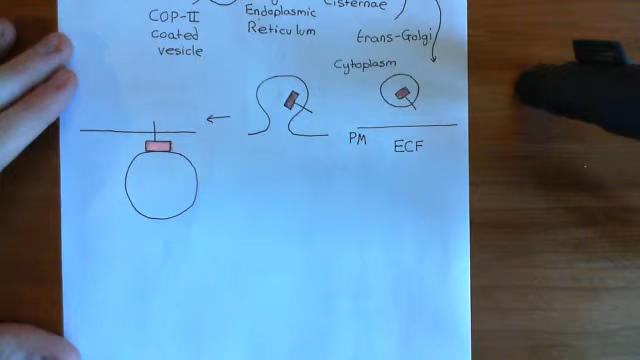 COP-II
coated
vesicle
Endoplasmic
Reticulum
Cisternae
trans-Golgi
Cytoplasm
PM
ECF